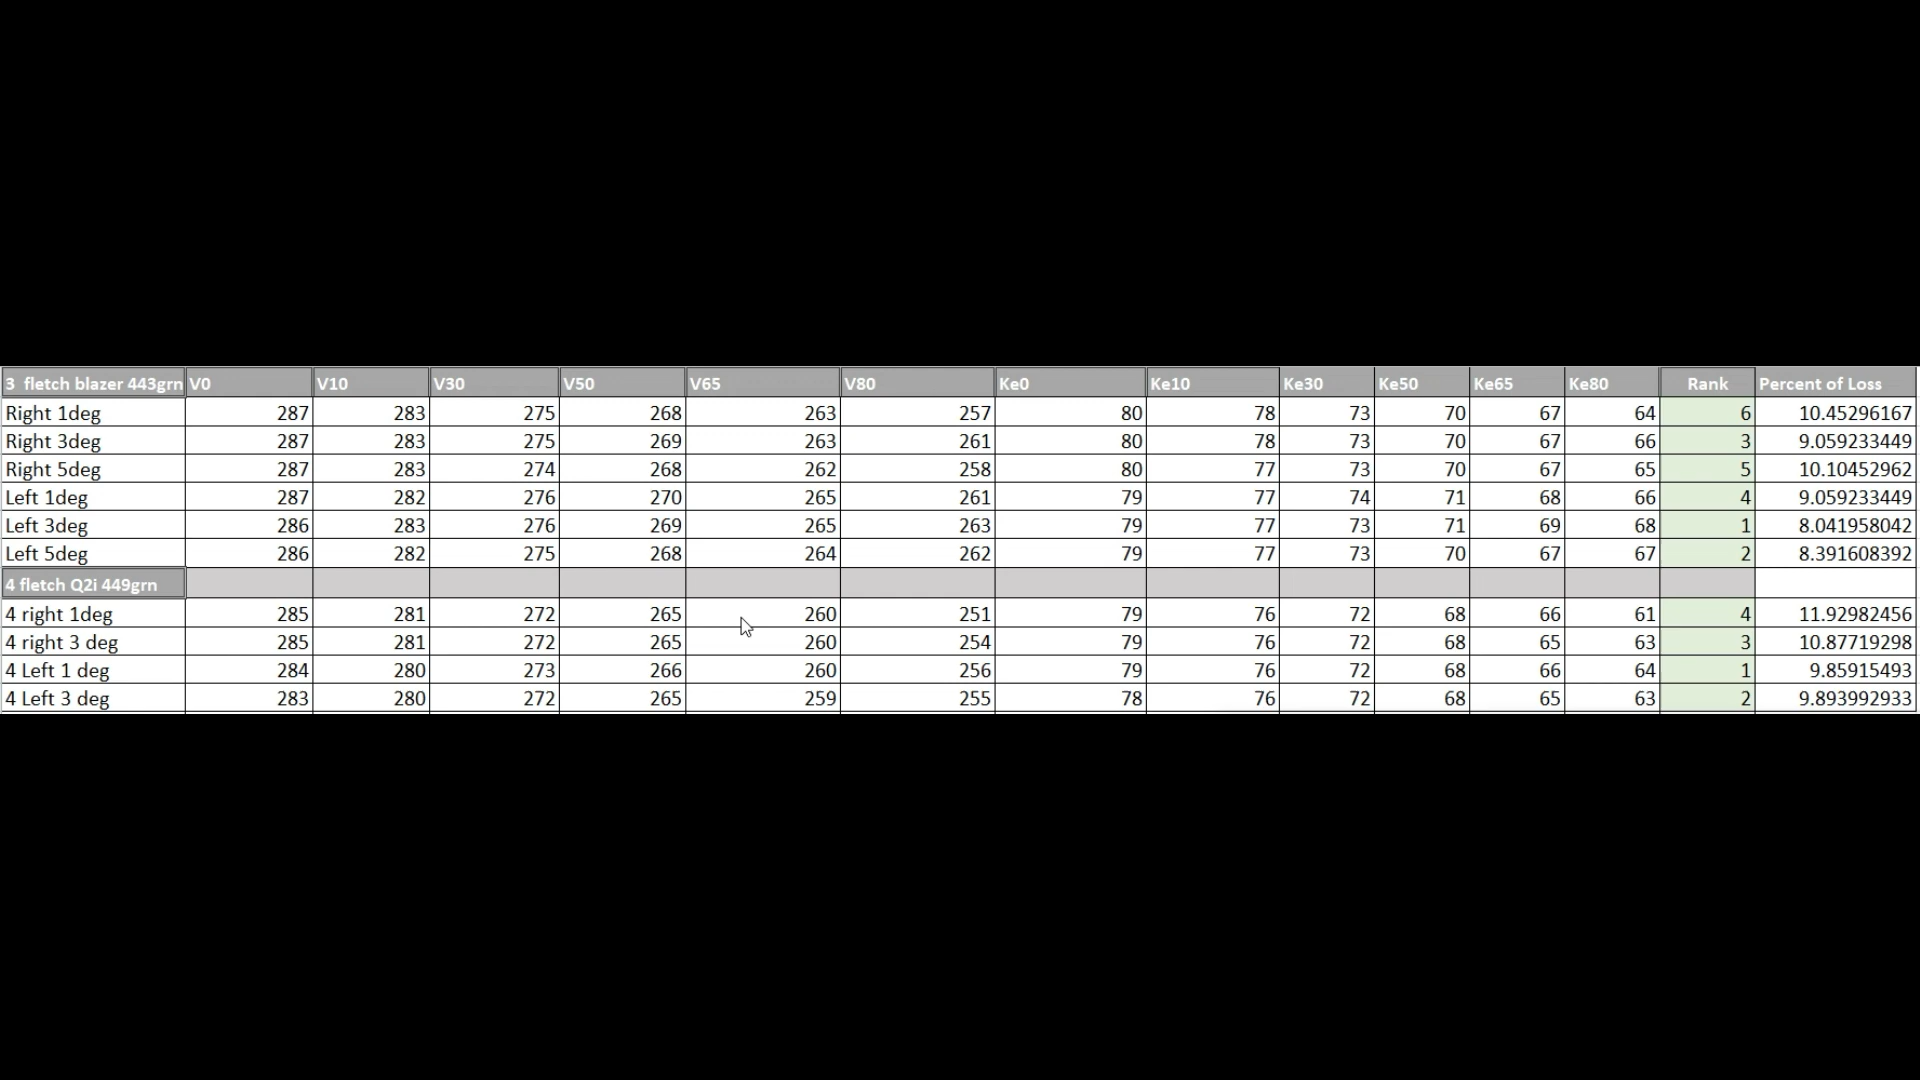 3 fletch blazer 443grn V0 V10 V30 V50 V65 V80 Ke0 Ke10 Ke30 Ke50 Ke65 Ke80 Rank Percent of Loss
Right 1deg 287 283 275 268 263 257 80 78 73 70 67 64 6 10.45296167
Right 3deg 287 283 275 269 263 261 80 78 73 70 67 66 3 9.059233449
Right 5deg 287 283 274 268 262 258 80 77 73 70 67 65 5 10.10452962
Left 1deg 287 282 276 270 265 261 79 77 74 71 68 66 4 9.059233449
Left 3deg 286 283 276 269 265 263 79 77 73 71 69 68 1 8.041958042
Left 5deg 286 282 275 268 264 262 79 77 73 70 67 67 2 8.391608392
4 fletch Q2i 449grn
4 right 1deg 285 281 272 265 260 251 79 76 72 68 66 61 4 11.92982456
4 right 3 deg 285 281 272 265 260 254 79 76 72 68 65 63 3 10.87719298
4 Left 1 deg 284 280 273 266 260 256 79 76 72 68 66 64 1 9.85915493
4 Left 3 deg 283 280 272 265 259 255 78 76 72 68 65 63 2 9.893992933